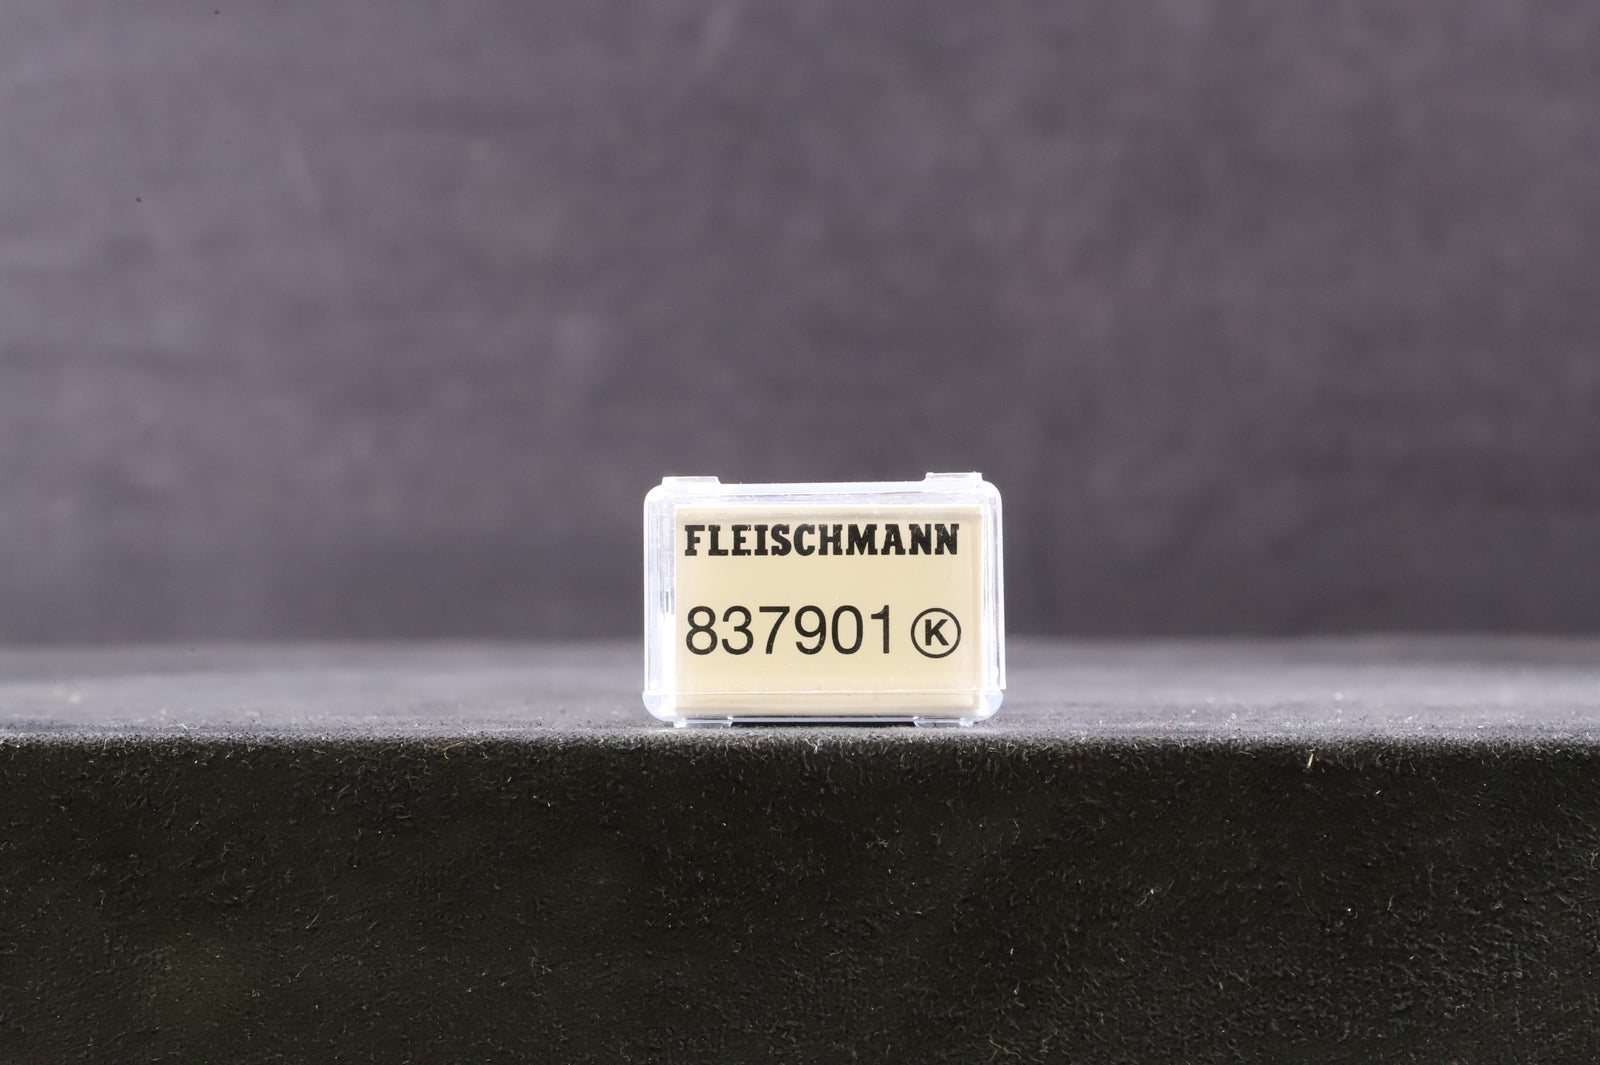 FLEISCHMANN
837901 Ⓚ